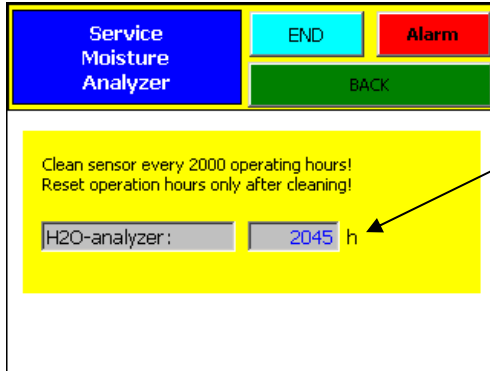 Service
Moisture
Analyzer
END
Alarm
BACK
Clean sensor every 2000 operating hours!
Reset operation hours only after cleaning!
H2O-analyzer: 2045 h